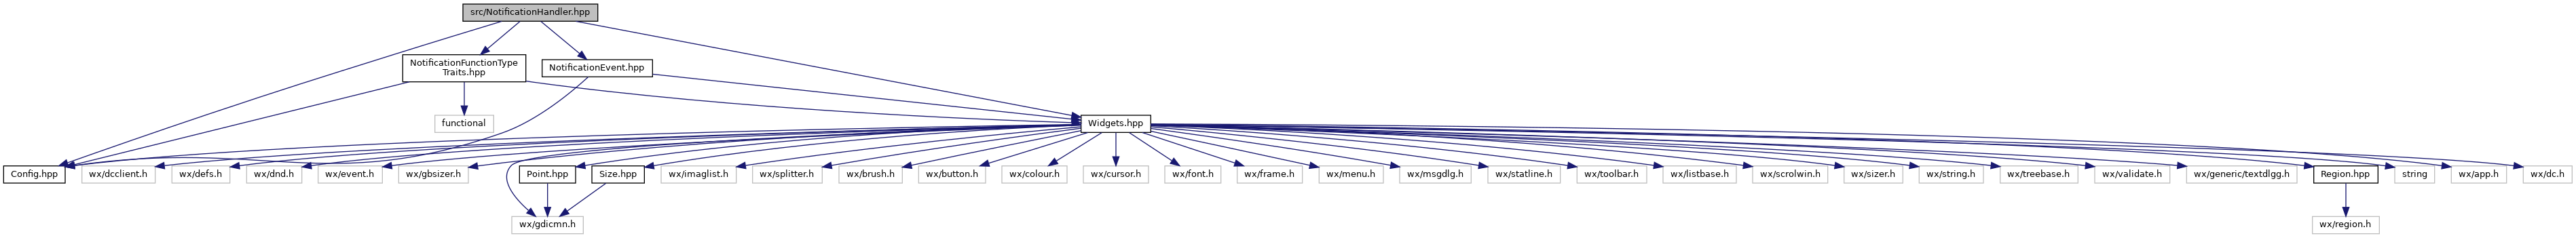 src/NotificationHandler.hpp
NotificationFunctionType
Traits.hpp
NotificationEvent.hpp
functional
Widgets.hpp
Config.hpp
wx/dcclient.h
wx/defs.h
wx/dnd.h
wx/event.h
wx/gbsizer.h
Point.hpp
Size.hpp
wx/imaglist.h
wx/splitter.h
wx/brush.h
wx/button.h
wx/colour.h
wx/cursor.h
wx/font.h
wx/frame.h
wx/menu.h
wx/msgdlg.h
wx/statline.h
wx/toolbar.h
wx/listbase.h
wx/scrolwin.h
wx/sizer.h
wx/string.h
wx/treebase.h
wx/validate.h
wx/generic/textdlgg.h
Region.hpp
string
wx/app.h
wx/dc.h
wx/gdicmn.h
wx/region.h